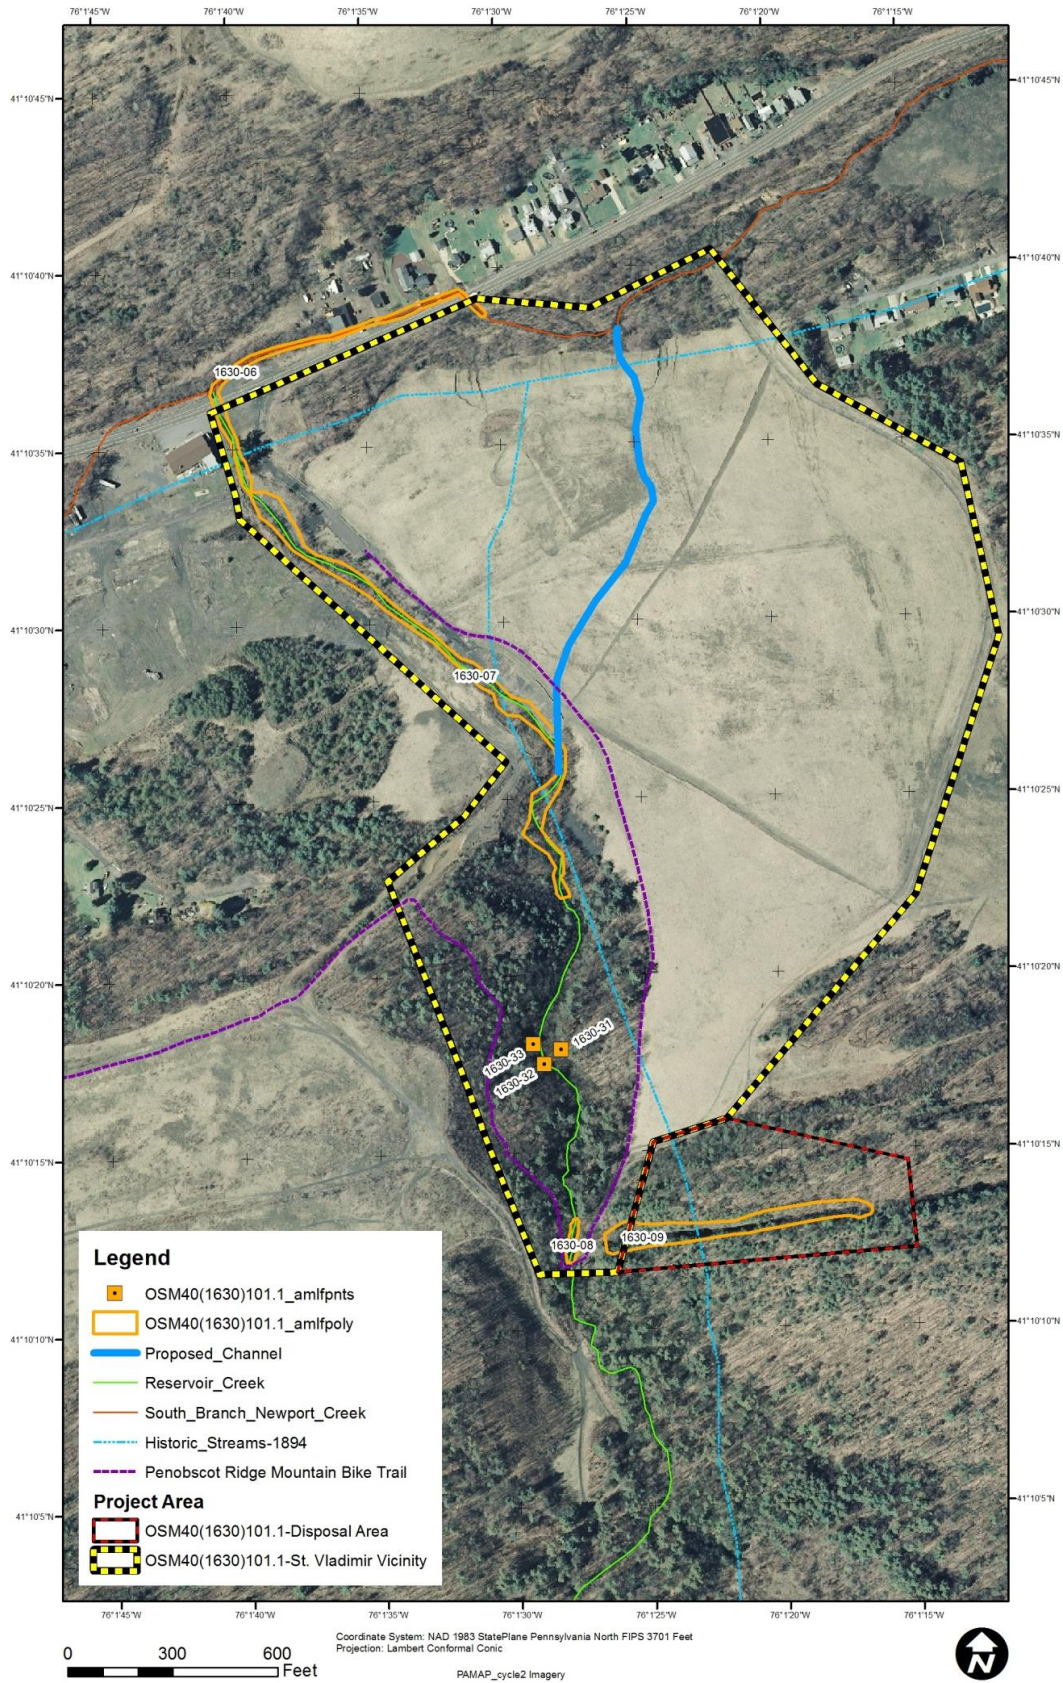 76°1'45"W 76°1'40"W 76°1'35"W 76°1'30"W 76°1'25"W 76°1'20"W 76°1'15"W
41°10'45"N 41°10'45"N
41°10'40"N 41°10'40"N
1630-06
41°10'35"N 41°10'35"N
41°10'30"N 41°10'30"N
1630-07
41°10'25"N 41°10'25"N
41°10'20"N 41°10'20"N
1630-33 1630-31
1630-32
41°10'15"N 41°10'15"N
1630-08 1630-09
Legend
OSM40(1630)101.1_amlfpnts
OSM40(1630)101.1_amlfpoly
Proposed_Channel
Reservoir_Creek
South_Branch_Newport_Creek
Historic_Streams-1894
Penobscot Ridge Mountain Bike Trail
Project Area
OSM40(1630)101.1-Disposal Area
OSM40(1630)101.1-St. Vladimir Vicinity
41°10'10"N 41°10'10"N
41°10'5"N 41°10'5"N
76°1'45"W 76°1'40"W 76°1'35"W 76°1'30"W 76°1'25"W 76°1'20"W 76°1'15"W
0 300 600
Feet
Coordinate System: NAD 1983 StatePlane Pennsylvania North FIPS 3701 Feet
Projection: Lambert Conformal Conic
PAMAP_cycle2 Imagery
N